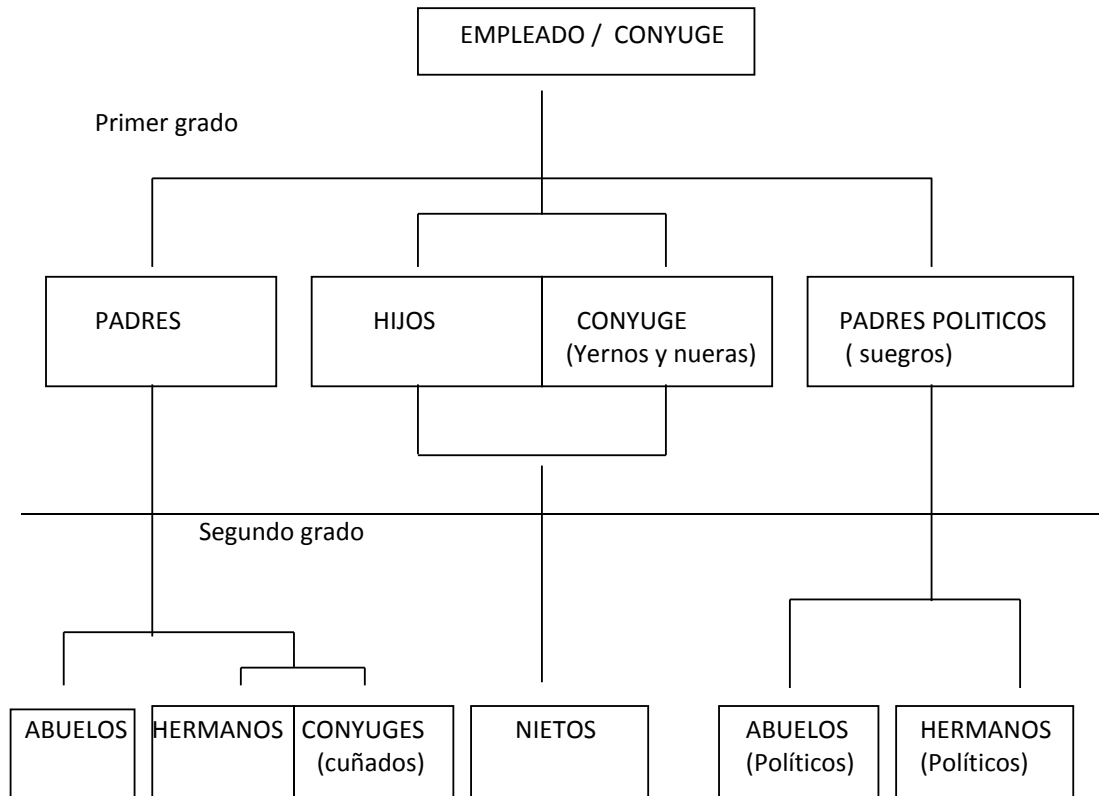 EMPLEADO / CONYUGE
Primer grado
PADRES
HIJOS
CONYUGE
(Yernos y nueras)
PADRES POLITICOS
( suegros)
Segundo grado
ABUELOS
HERMANOS
CONYUGES
(cuñados)
NIETOS
ABUELOS
(Políticos)
HERMANOS
(Políticos)